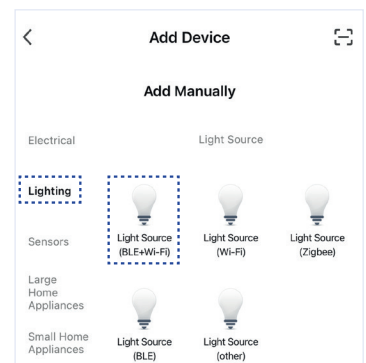 Add Device
Add Manually
Electrical
Light Source
Lighting
Light Source
(BLE+Wi-Fi)
Light Source
(Wi-Fi)
Light Source
(Zigbee)
Sensors
Large
Home
Appliances
Small Home
Appliances
Light Source
(BLE)
Light Source
(other)